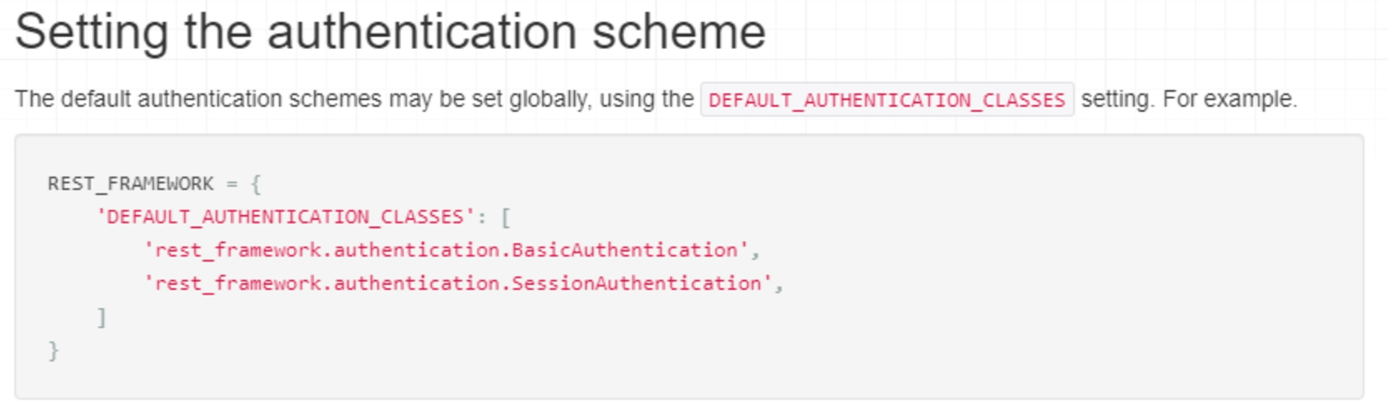 Setting the authentication scheme
The default authentication schemes may be set globally, using the DEFAULT_AUTHENTICATION_CLASSES setting. For example.
REST_FRAMEWORK = {
    'DEFAULT_AUTHENTICATION_CLASSES': [
        'rest_framework.authentication.BasicAuthentication',
        'rest_framework.authentication.SessionAuthentication',
    ]
}